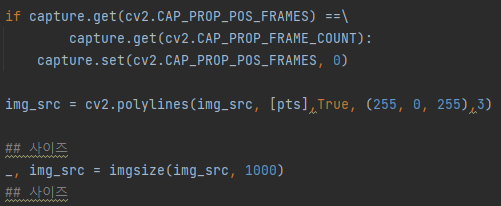 if capture.get(cv2.CAP_PROP_POS_FRAMES) ==\
capture.get(cv2.CAP_PROP_FRAME_COUNT):
capture.set(cv2.CAP_PROP_POS_FRAMES, 0)
img_src = cv2.polylines(img_src, [pts],True, (255, 0, 255),3)
## 사이즈
_, img_src = imgsize(img_src, 1000)
## 사이즈